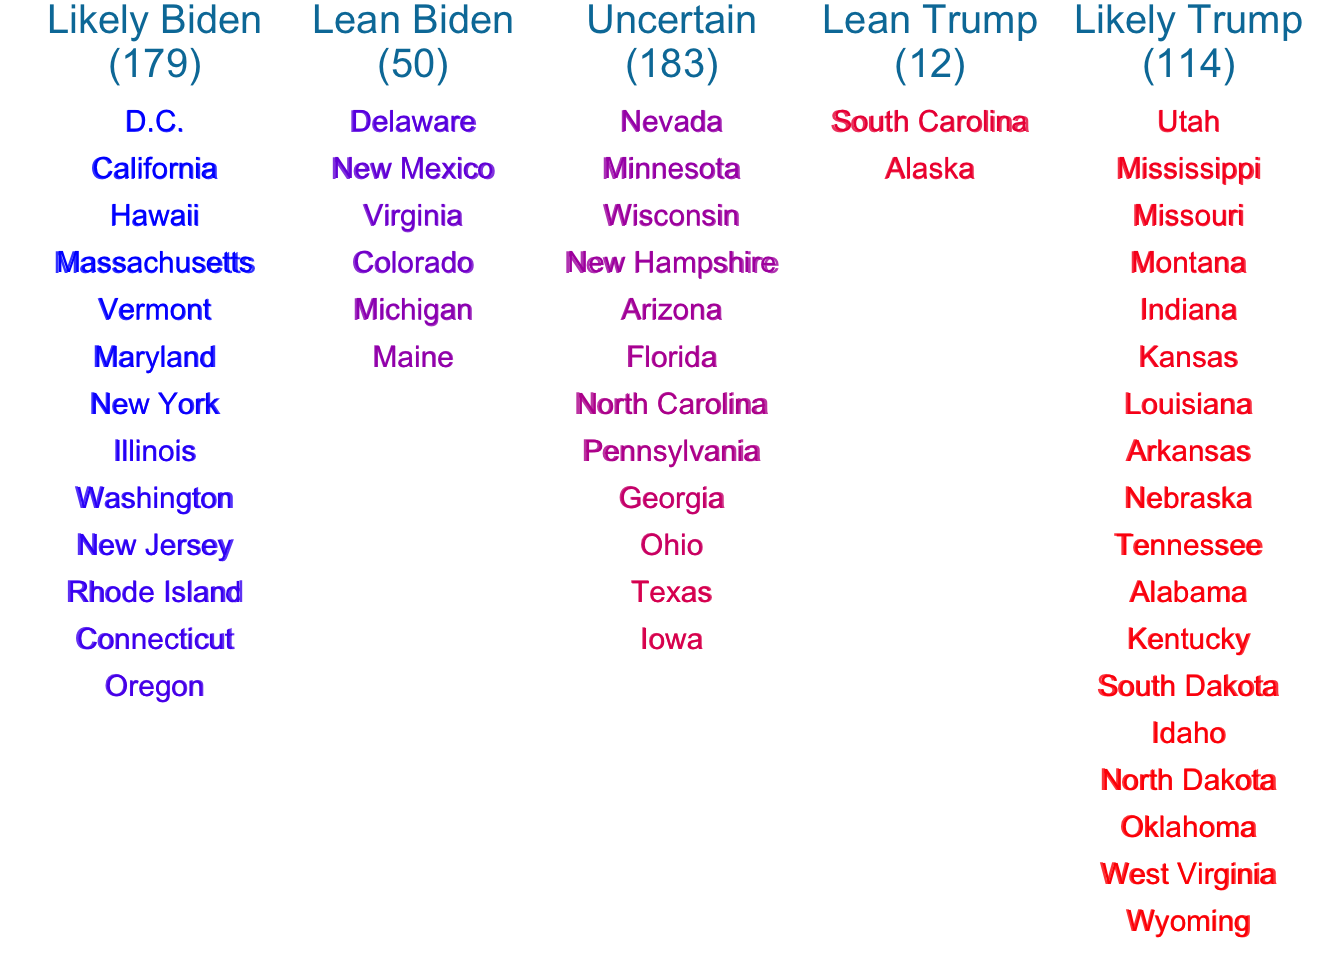 Likely Biden
(179)
D.C.
California
Hawaii
Massachusetts
Vermont
Maryland
New York
Illinois
Washington
New Jersey
Rhode Island
Connecticut
Oregon
Lean Biden
(50)
Delaware
New Mexico
Virginia
Colorado
Michigan
Maine
Uncertain
(183)
Nevada
Minnesota
Wisconsin
New Hampshire
Arizona
Florida
North Carolina
Pennsylvania
Georgia
Ohio
Texas
Iowa
Lean Trump
(12)
South Carolina
Alaska
Likely Trump
(114)
Utah
Mississippi
Missouri
Montana
Indiana
Kansas
Louisiana
Arkansas
Nebraska
Tennessee
Alabama
Kentucky
South Dakota
Idaho
North Dakota
Oklahoma
West Virginia
Wyoming